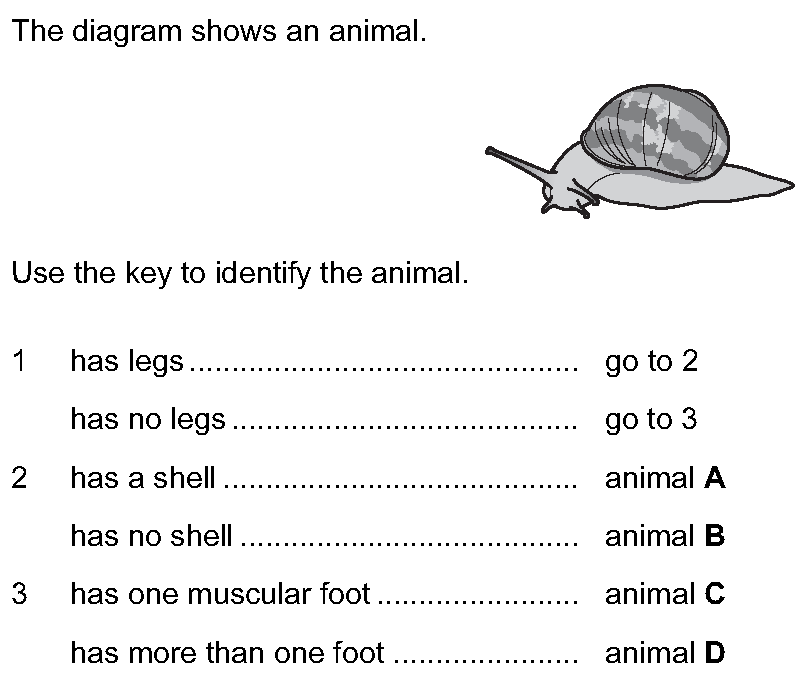 The diagram shows an animal.
Use the key to identify the animal.
1 has legs .............................................. go to 2
has no legs ......................................... go to 3
2 has a shell .......................................... animal A
has no shell ........................................ animal B
3 has one muscular foot ........................ animal C
has more than one foot ...................... animal D